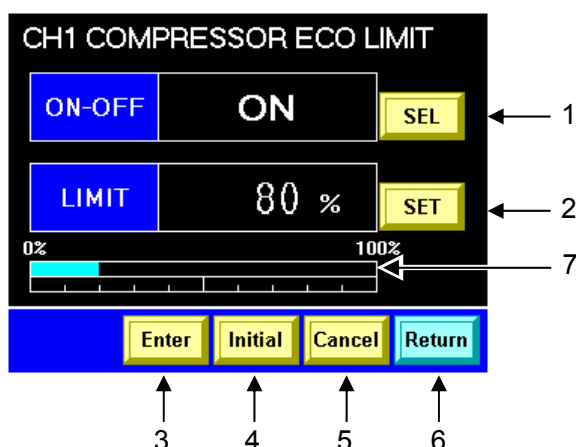 CH1 COMPRESSOR ECO LIMIT
ON-OFF ON SEL 1
LIMIT 80 % SET 2
0% 100%
7
Enter Initial Cancel Return
3 4 5 6